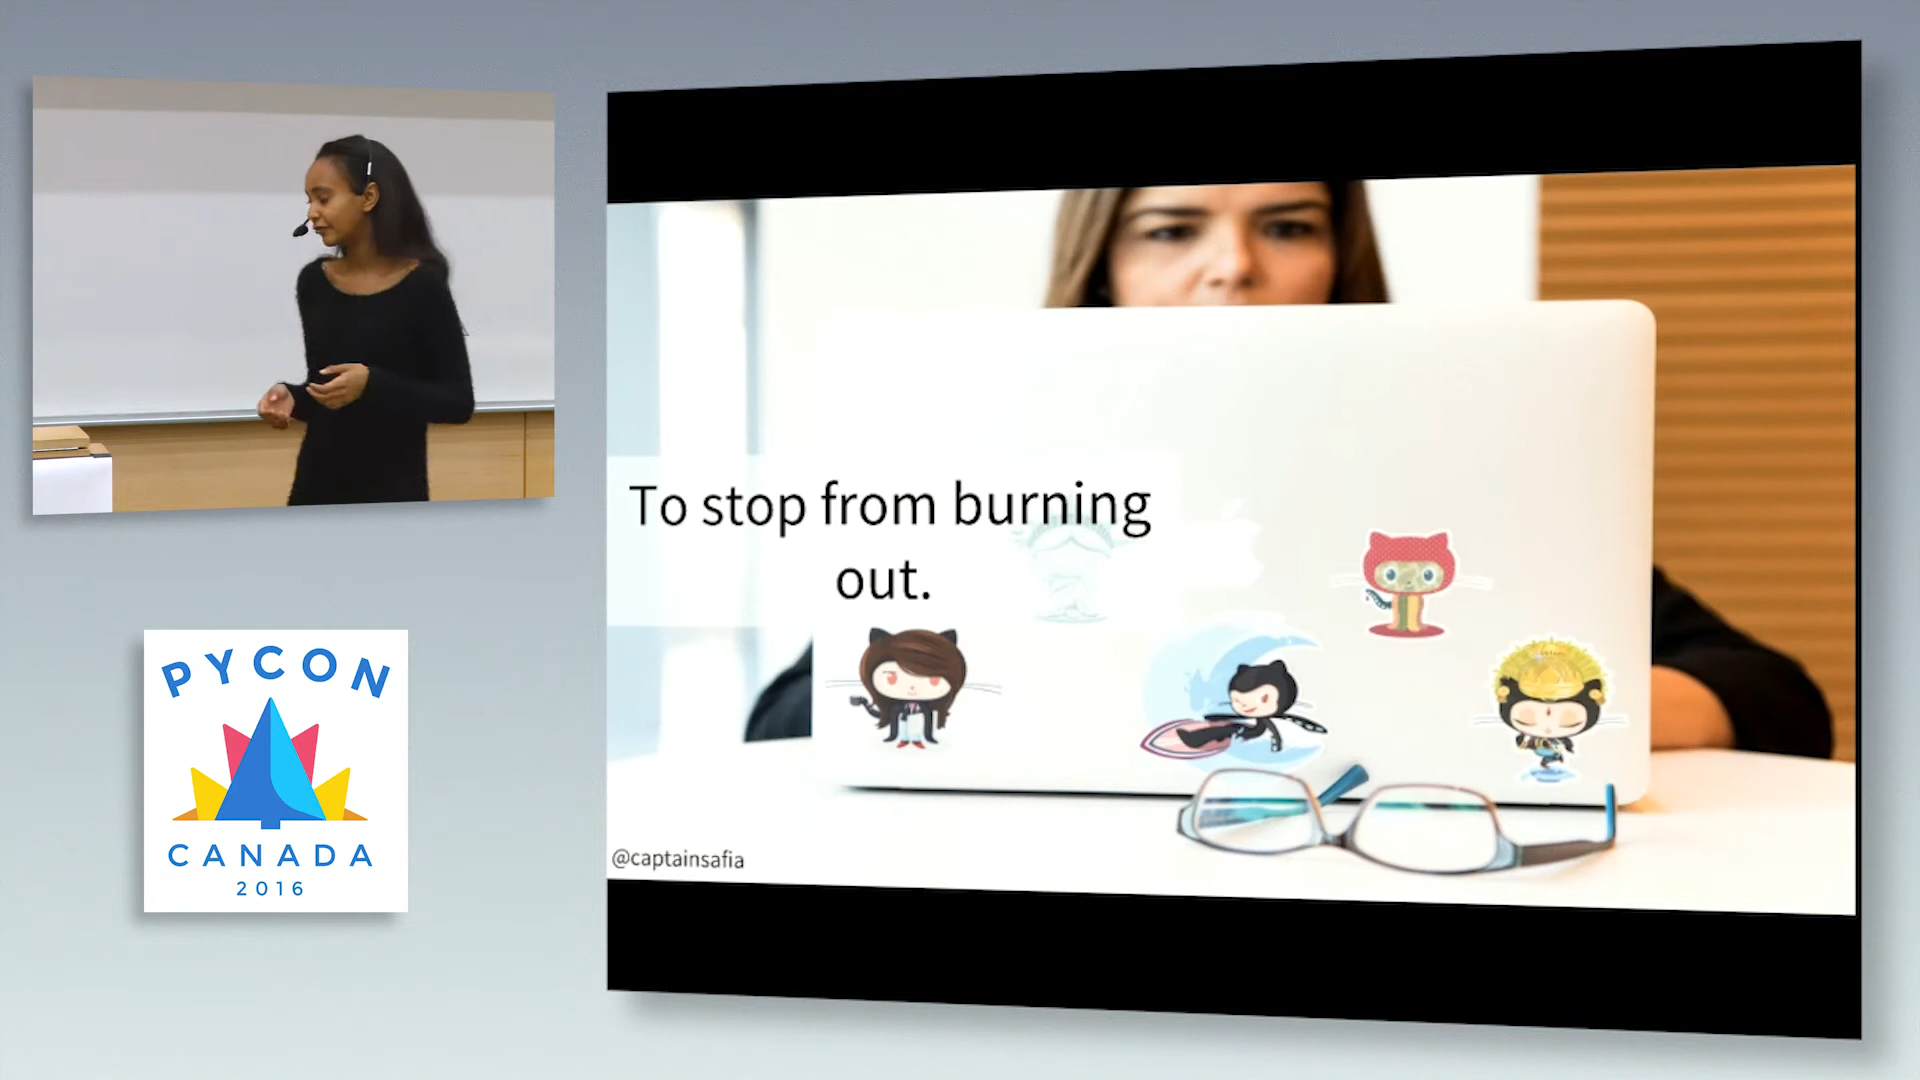 To stop from burning
out.
@captainsafia
PYCON
CANADA
2016